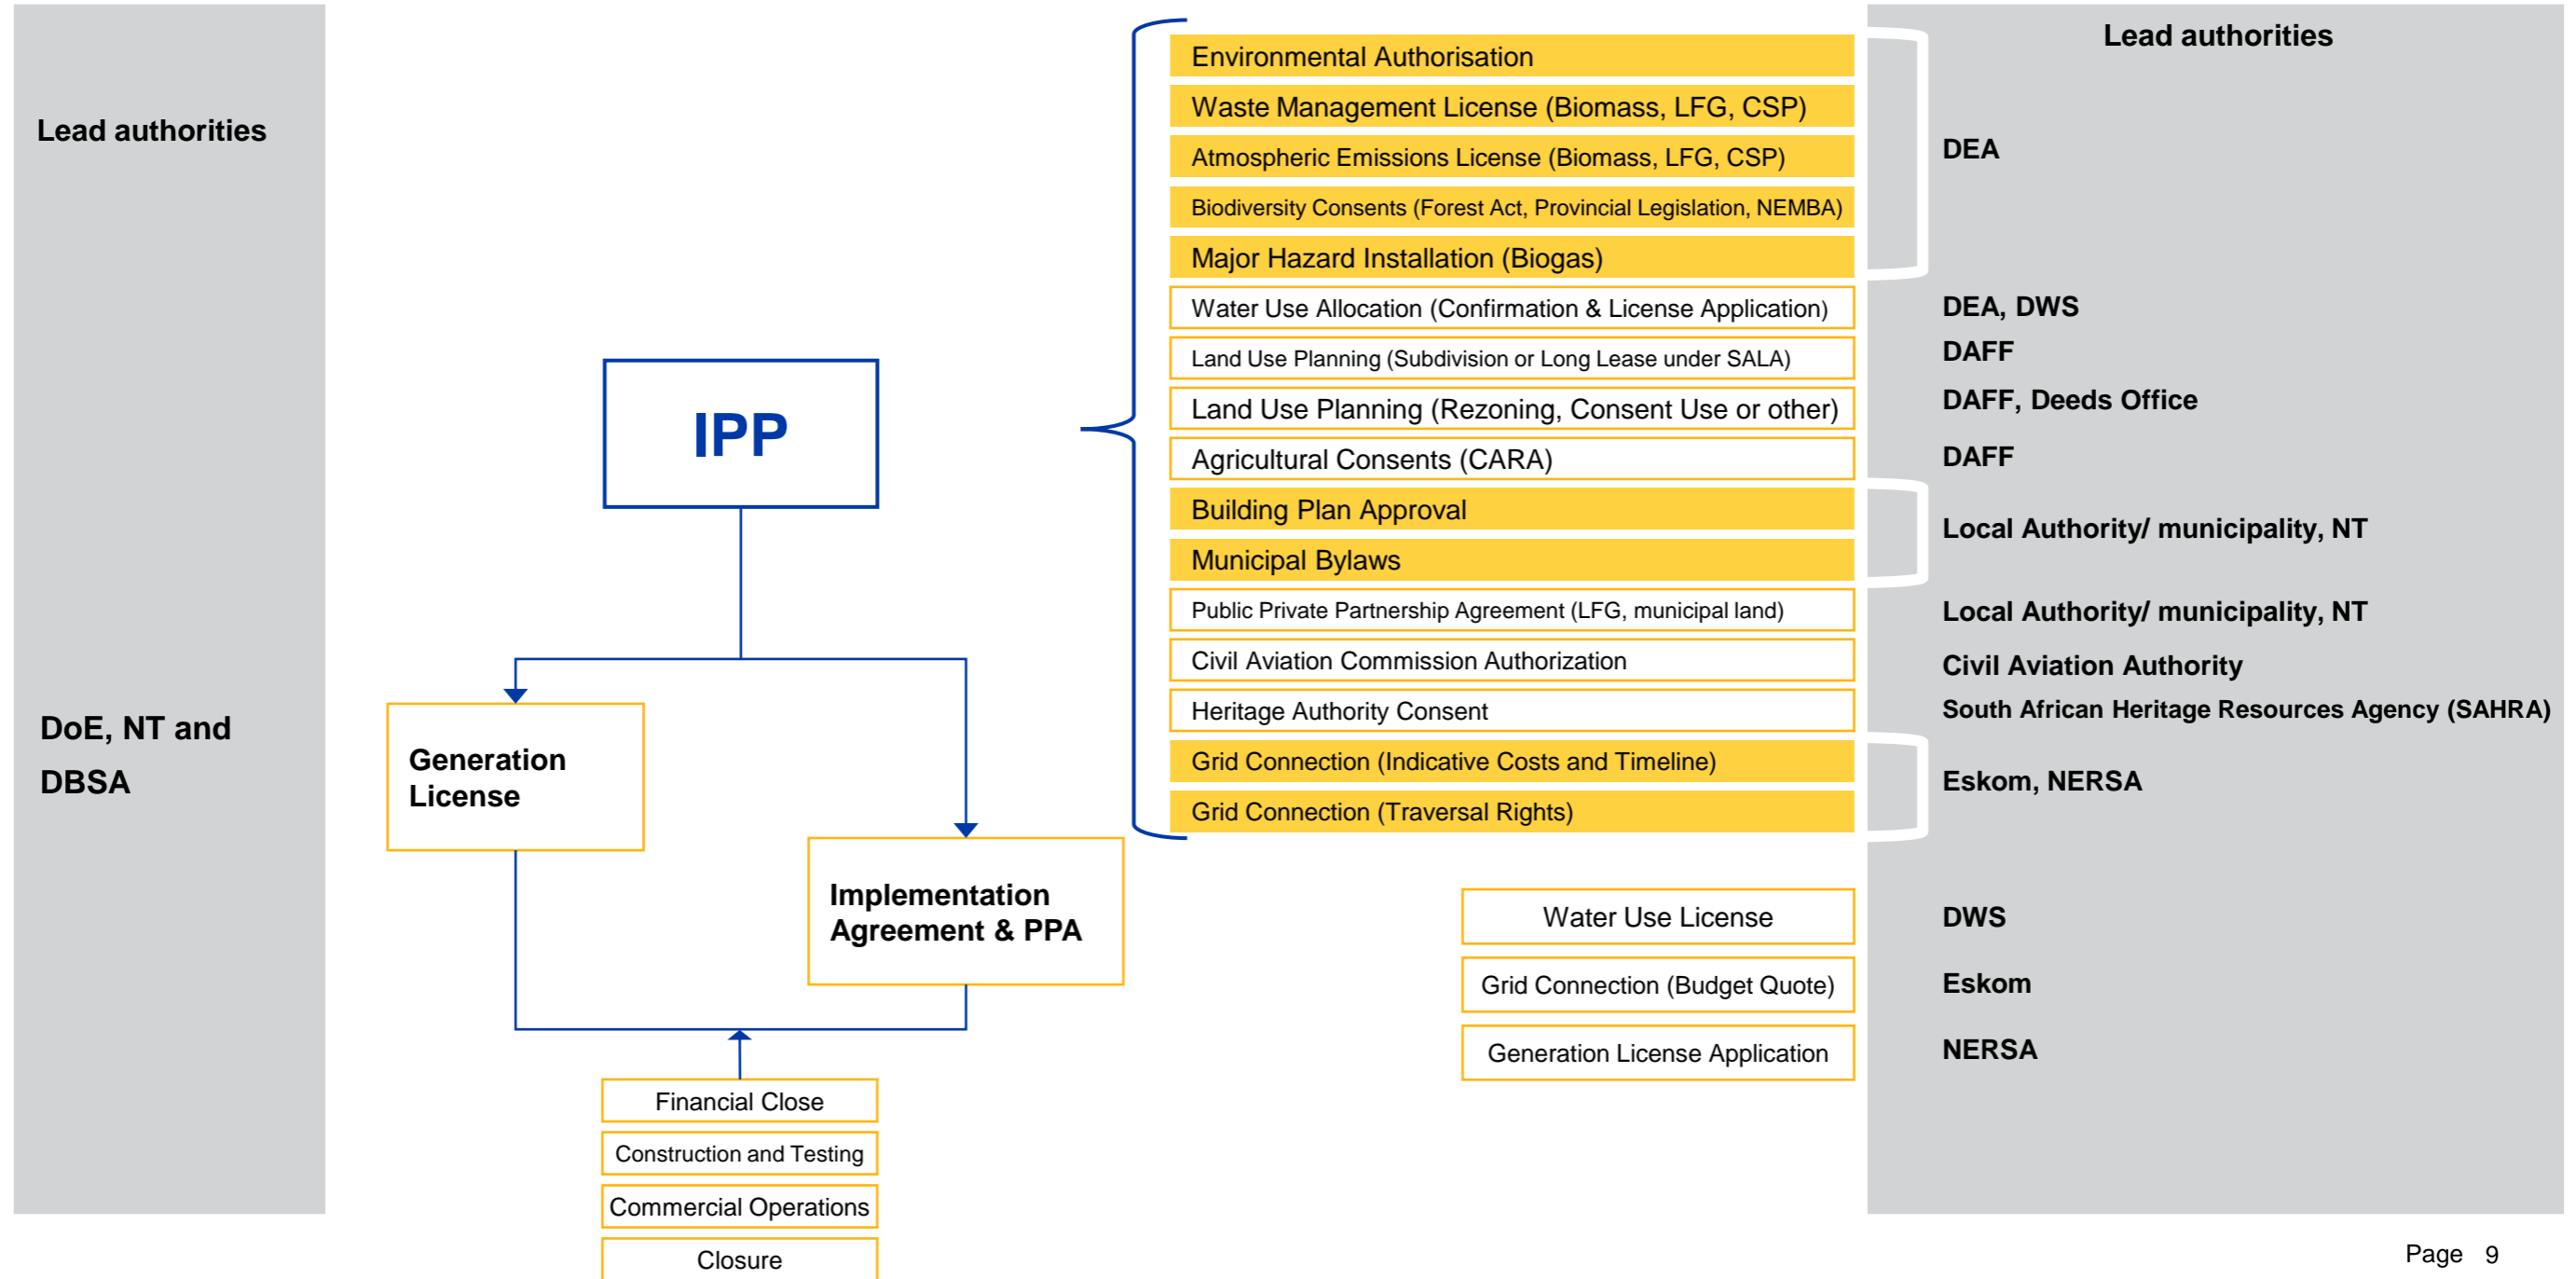 Lead authorities
DoE, NT and
DBSA
IPP
Generation
License
Implementation
Agreement & PPA
Financial Close
Construction and Testing
Commercial Operations
Closure
Environmental Authorisation
Waste Management License (Biomass, LFG, CSP)
Atmospheric Emissions License (Biomass, LFG, CSP)
Biodiversity Consents (Forest Act, Provincial Legislation, NEMBA)
Major Hazard Installation (Biogas)
Water Use Allocation (Confirmation & License Application)
Land Use Planning (Subdivision or Long Lease under SALA)
Land Use Planning (Rezoning, Consent Use or other)
Agricultural Consents (CARA)
Building Plan Approval
Municipal Bylaws
Public Private Partnership Agreement (LFG, municipal land)
Civil Aviation Commission Authorization
Heritage Authority Consent
Grid Connection (Indicative Costs and Timeline)
Grid Connection (Traversal Rights)
Water Use License
Grid Connection (Budget Quote)
Generation License Application
Lead authorities
DEA
DEA, DWS
DAFF
DAFF, Deeds Office
DAFF
Local Authority/ municipality, NT
Local Authority/ municipality, NT
Civil Aviation Authority
South African Heritage Resources Agency (SAHRA)
Eskom, NERSA
DWS
Eskom
NERSA
Page 9